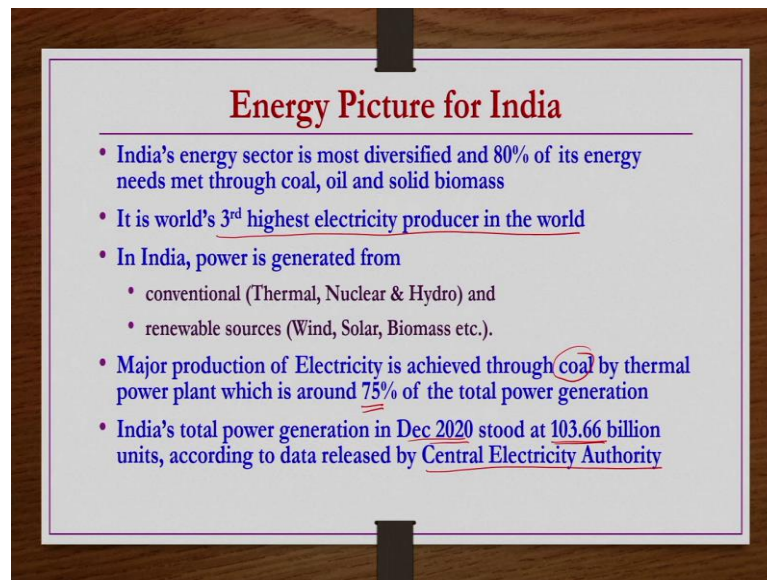 Energy Picture for India
• India's energy sector is most diversified and 80% of its energy
needs met through coal, oil and solid biomass
• It is world's 3rd highest electricity producer in the world
• In India, power is generated from
• conventional (Thermal, Nuclear & Hydro) and
• renewable sources (Wind, Solar, Biomass etc.).
• Major production of Electricity is achieved through coal by thermal
power plant which is around 75% of the total power generation
• India's total power generation in Dec 2020 stood at 103.66 billion
units, according to data released by Central Electricity Authority